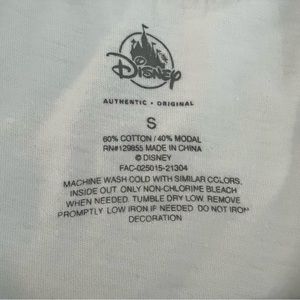 Disney
AUTHENTIC • ORIGINAL
S
60% COTTON / 40% MODAL
RN#129855 MADE IN CHINA
© DISNEY
FAC-025015-21304
MACHINE WASH COLD WITH SIMILAR COLORS.
INSIDE OUT. ONLY NON-CHLORINE BLEACH
WHEN NEEDED. TUMBLE DRY LOW. REMOVE
PROMPTLY. LOW IRON IF NEEDED. DO NOT IRON
DECORATION